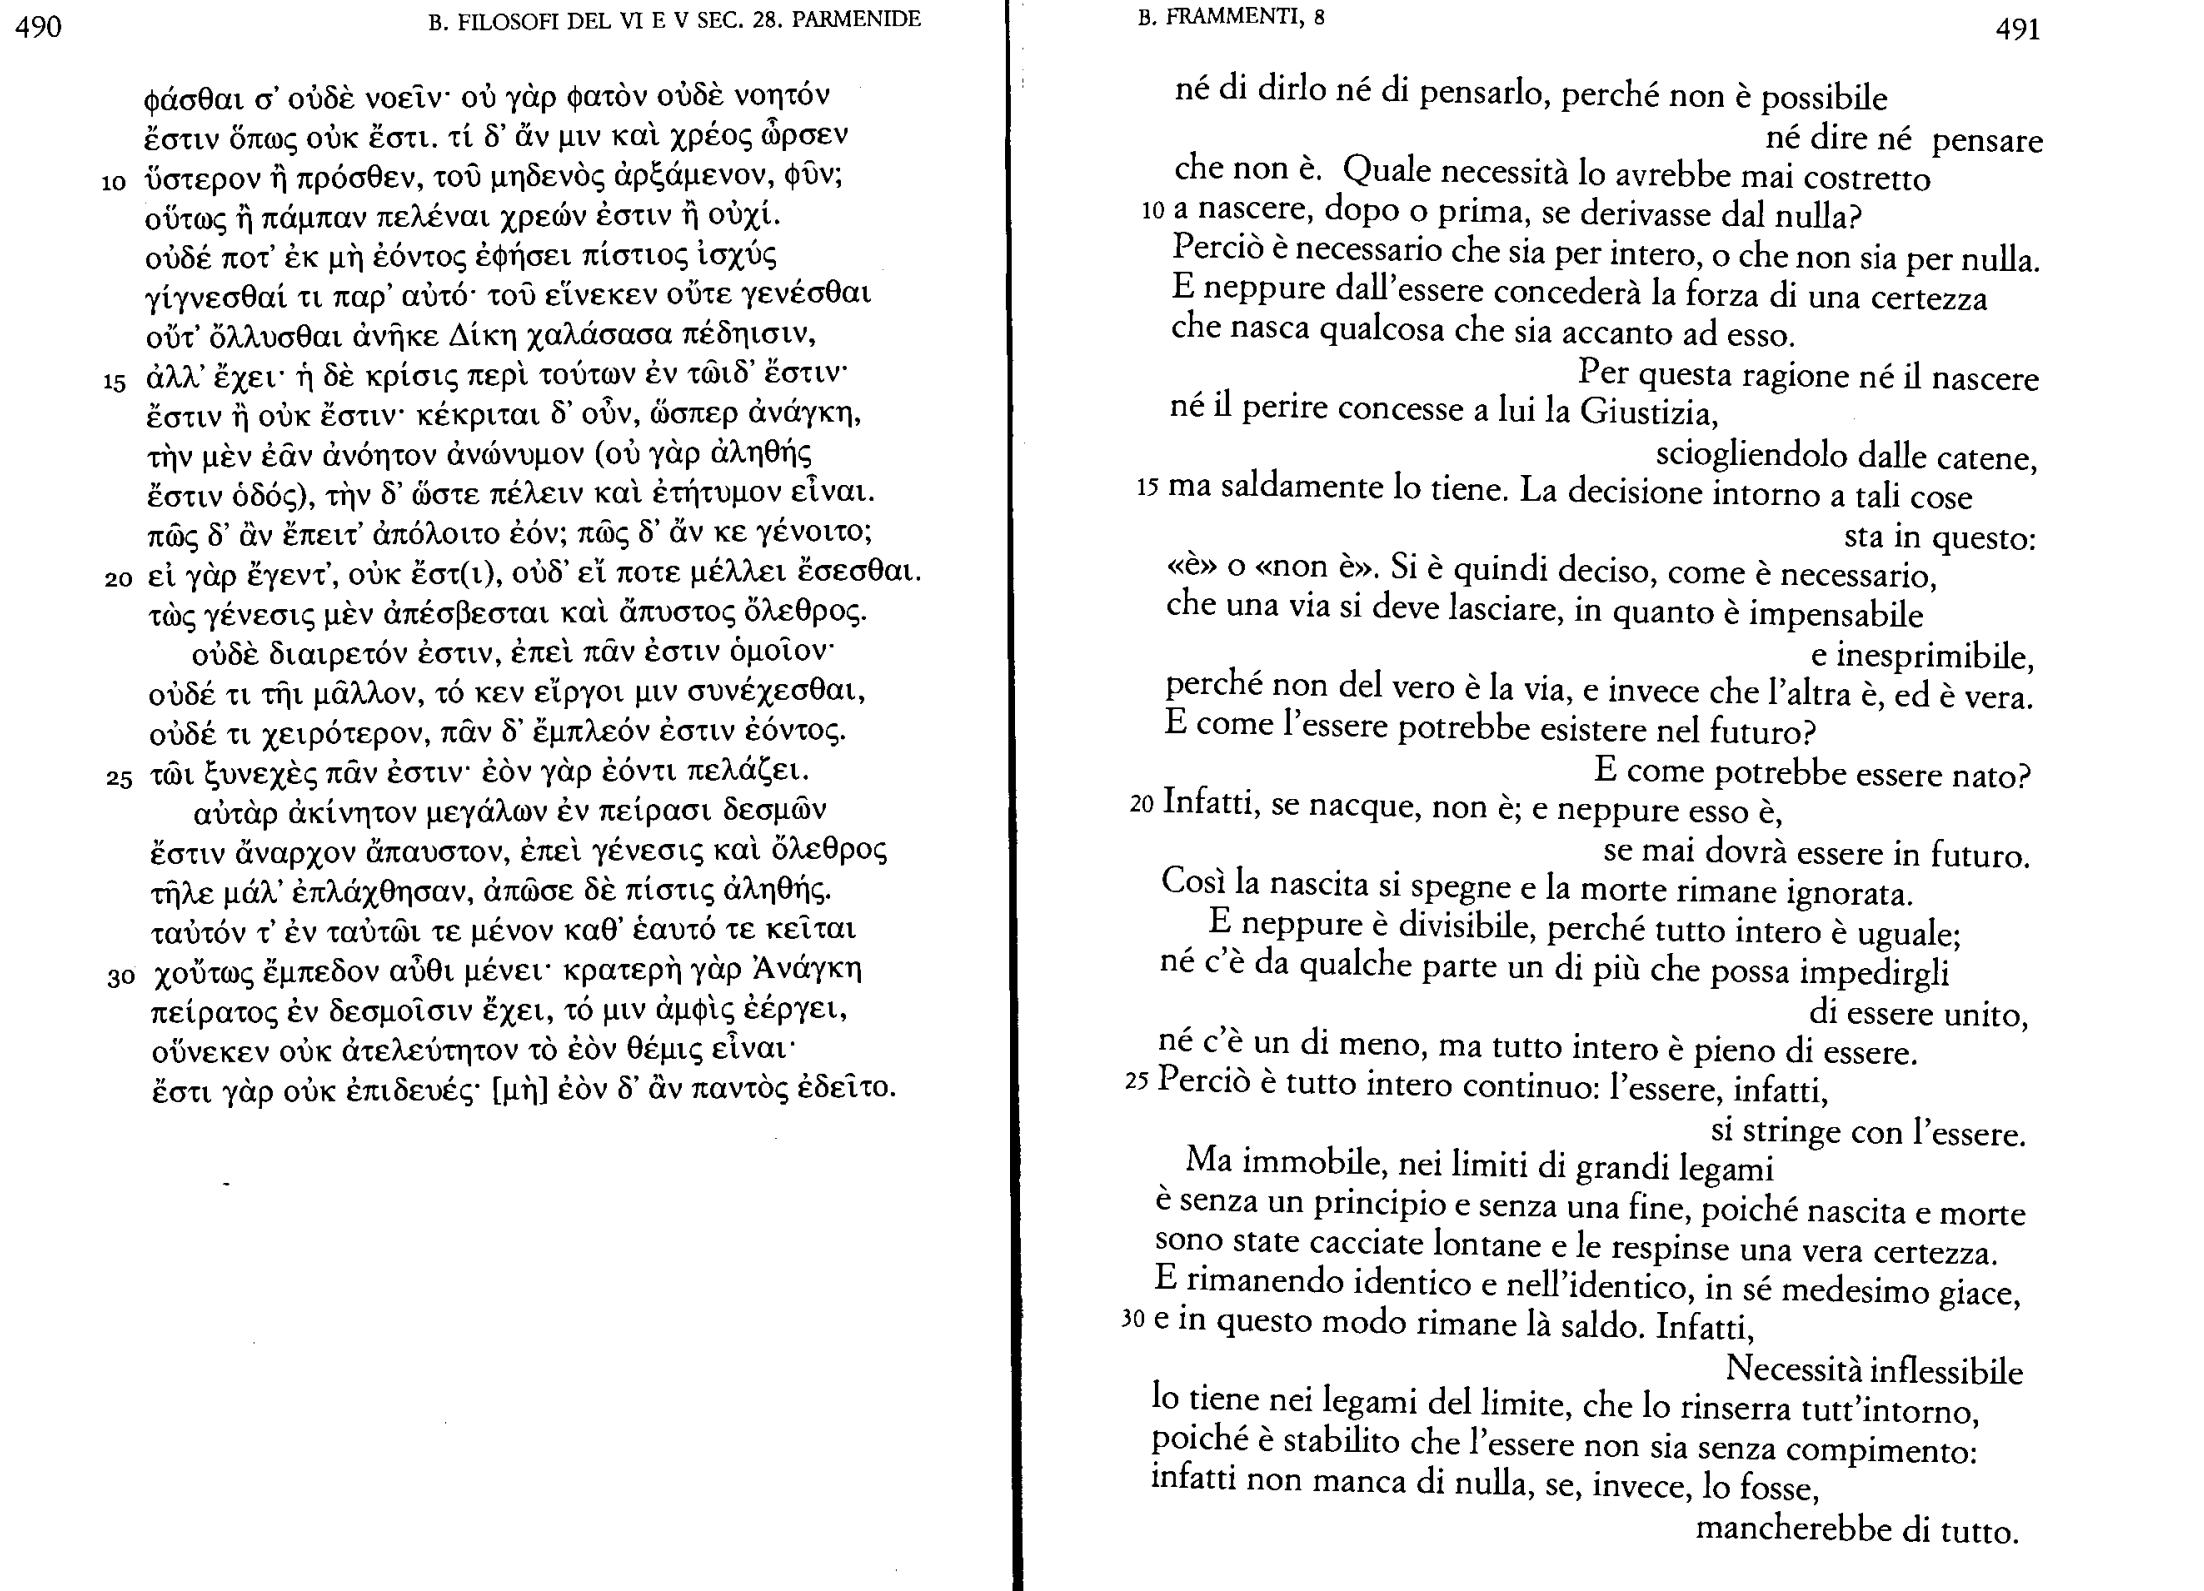 490
B. FILOSOFI DEL VI E V SEC. 28. PARMENIDE
φάσθαι σ’ οὐδὲ νοεῖν· οὐ γὰρ φατὸν οὐδὲ νοητόν
ἔστιν ὅπως οὐκ ἔστι. τί δ’ ἄν μιν καὶ χρέος ὦρσεν
10 ὕστερον ἢ πρόσθεν, τοῦ μηδενὸς ἀρξάμενον, φῦν;
οὕτως ἢ πάμπαν πελέναι χρεών ἐστιν ἢ οὐχί.
οὐδέ ποτ’ ἐκ μὴ ἐόντος ἐφήσει πίστιος ἰσχύς
γίγνεσθαί τι παρ’ αὐτό· τοῦ εἵνεκεν οὔτε γενέσθαι
οὔτ’ ὄλλυσθαι ἀνῆκε Δίκη χαλάσασα πέδηισιν,
15 ἀλλ’ ἔχει· ἡ δὲ κρίσις περὶ τούτων ἐν τῶιδ’ ἔστιν·
ἔστιν ἢ οὐκ ἔστιν· κέκριται δ’ οὖν, ὥσπερ ἀνάγκη,
τὴν μὲν ἐᾶν ἀνόητον ἀνώνυμον (οὐ γὰρ ἀληθής
ἔστιν ὁδός), τὴν δ’ ὥστε πέλειν καὶ ἐτήτυμον εἶναι.
πῶς δ’ ἂν ἔπειτ’ ἀπόλοιτο ἐόν; πῶς δ’ ἄν κε γένοιτο;
20 εἰ γὰρ ἔγεντ’, οὐκ ἔστ(ι), οὐδ’ εἴ ποτε μέλλει ἔσεσθαι.
τὼς γένεσις μὲν ἀπέσβεσται καὶ ἄπυστος ὄλεθρος.
οὐδὲ διαιρετόν ἐστιν, ἐπεὶ πᾶν ἐστιν ὁμοῖον·
οὐδέ τι τῆι μᾶλλον, τό κεν εἴργοι μιν συνέχεσθαι,
οὐδέ τι χειρότερον, πᾶν δ’ ἔμπλεόν ἐστιν ἐόντος.
25 τῶι ξυνεχὲς πᾶν ἐστιν· ἐὸν γὰρ ἐόντι πελάζει.
αὐτὰρ ἀκίνητον μεγάλων ἐν πείρασι δεσμῶν
ἔστιν ἄναρχον ἄπαυστον, ἐπεὶ γένεσις καὶ ὄλεθρος
τῆλε μάλ’ ἐπλάχθησαν, ἀπῶσε δὲ πίστις ἀληθής.
ταὐτόν τ’ ἐν ταὐτῶι τε μένον καθ’ ἑαυτό τε κεῖται
30 χοὔτως ἔμπεδον αὖθι μένει· κρατερὴ γὰρ Ἀνάγκη
πείρατος ἐν δεσμοῖσιν ἔχει, τό μιν ἀμφὶς ἐέργει,
οὕνεκεν οὐκ ἀτελεύτητον τὸ ἐὸν θέμις εἶναι·
ἔστι γὰρ οὐκ ἐπιδευές· [μὴ] ἐὸν δ’ ἂν παντὸς ἐδεῖτο.
B. FRAMMENTI, 8
491
né di dirlo né di pensarlo, perché non è possibile
né dire né pensare
che non è. Quale necessità lo avrebbe mai costretto
10 a nascere, dopo o prima, se derivasse dal nulla?
Perciò è necessario che sia per intero, o che non sia per nulla.
E neppure dall’essere concederà la forza di una certezza
che nasca qualcosa che sia accanto ad esso.
Per questa ragione né il nascere
né il perire concesse a lui la Giustizia,
sciogliendolo dalle catene,
15 ma saldamente lo tiene. La decisione intorno a tali cose
sta in questo:
«è» o «non è». Si è quindi deciso, come è necessario,
che una via si deve lasciare, in quanto è impensabile
e inesprimibile,
perché non del vero è la via, e invece che l’altra è, ed è vera.
E come l’essere potrebbe esistere nel futuro?
E come potrebbe essere nato?
20 Infatti, se nacque, non è; e neppure esso è,
se mai dovrà essere in futuro.
Così la nascita si spegne e la morte rimane ignorata.
E neppure è divisibile, perché tutto intero è uguale;
né c’è da qualche parte un di più che possa impedirgli
di essere unito,
né c’è un di meno, ma tutto intero è pieno di essere.
25 Perciò è tutto intero continuo: l’essere, infatti,
si stringe con l’essere.
Ma immobile, nei limiti di grandi legami
è senza un principio e senza una fine, poiché nascita e morte
sono state cacciate lontane e le respinse una vera certezza.
E rimanendo identico e nell’identico, in sé medesimo giace,
30 e in questo modo rimane là saldo. Infatti,
Necessità inflessibile
lo tiene nei legami del limite, che lo rinserra tutt’intorno,
poiché è stabilito che l’essere non sia senza compimento:
infatti non manca di nulla, se, invece, lo fosse,
mancherebbe di tutto.